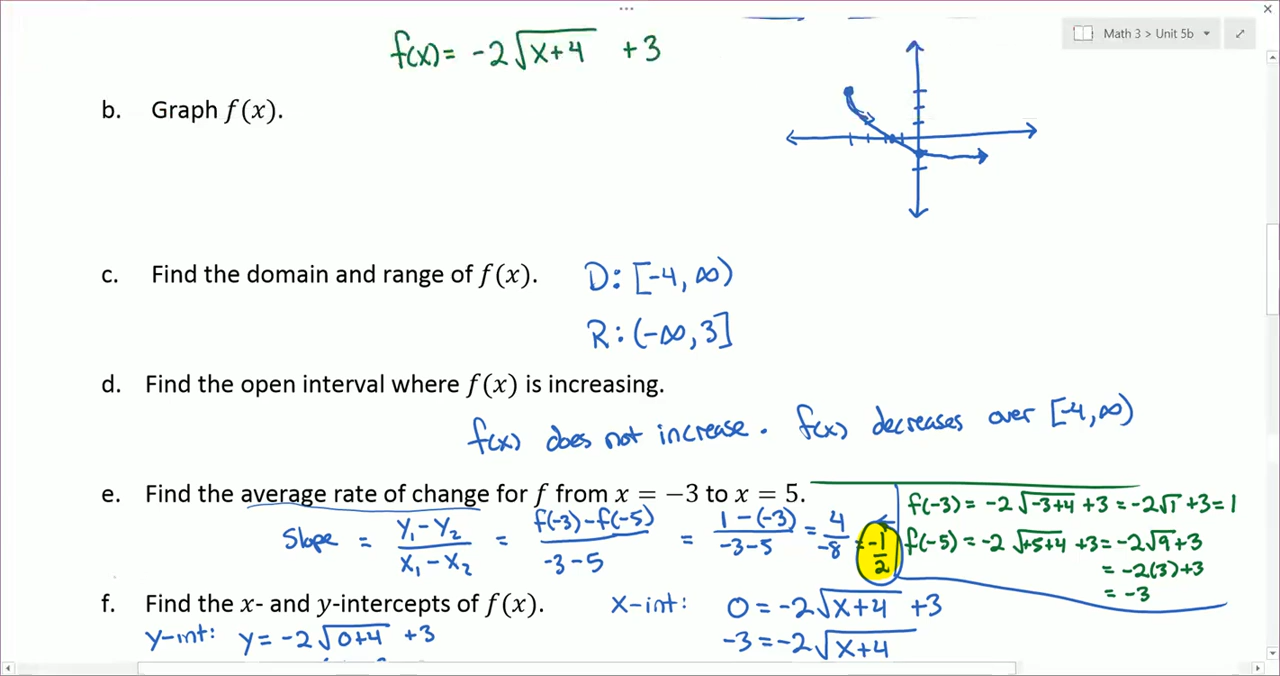 Math 3 > Unit 5b
f(x) = -2√(x+4) + 3
b. Graph f(x).
c. Find the domain and range of f(x). D: [-4, ∞)
R: (-∞, 3]
d. Find the open interval where f(x) is increasing.
f(x) does not increase. f(x) decreases over [-4, ∞)
e. Find the average rate of change for f from x = −3 to x = 5.
f(-3) = -2√(-3+4) + 3 = -2√1 + 3 = 1
Slope = (Y₁ - Y₂)/(X₁ - X₂) = (f(-3) - f(-5))/(-3 - 5) = (1 - (-3))/(-3 - 5) = 4/-8 = -1/2
f(-5) = -2√(+5+4) + 3 = -2√9 + 3
= -2(3) + 3
= -3
f. Find the x- and y-intercepts of f(x). X-int: 0 = -2√(x+4) + 3
y-int: y = -2√(0+4) + 3 -3 = -2√(x+4)